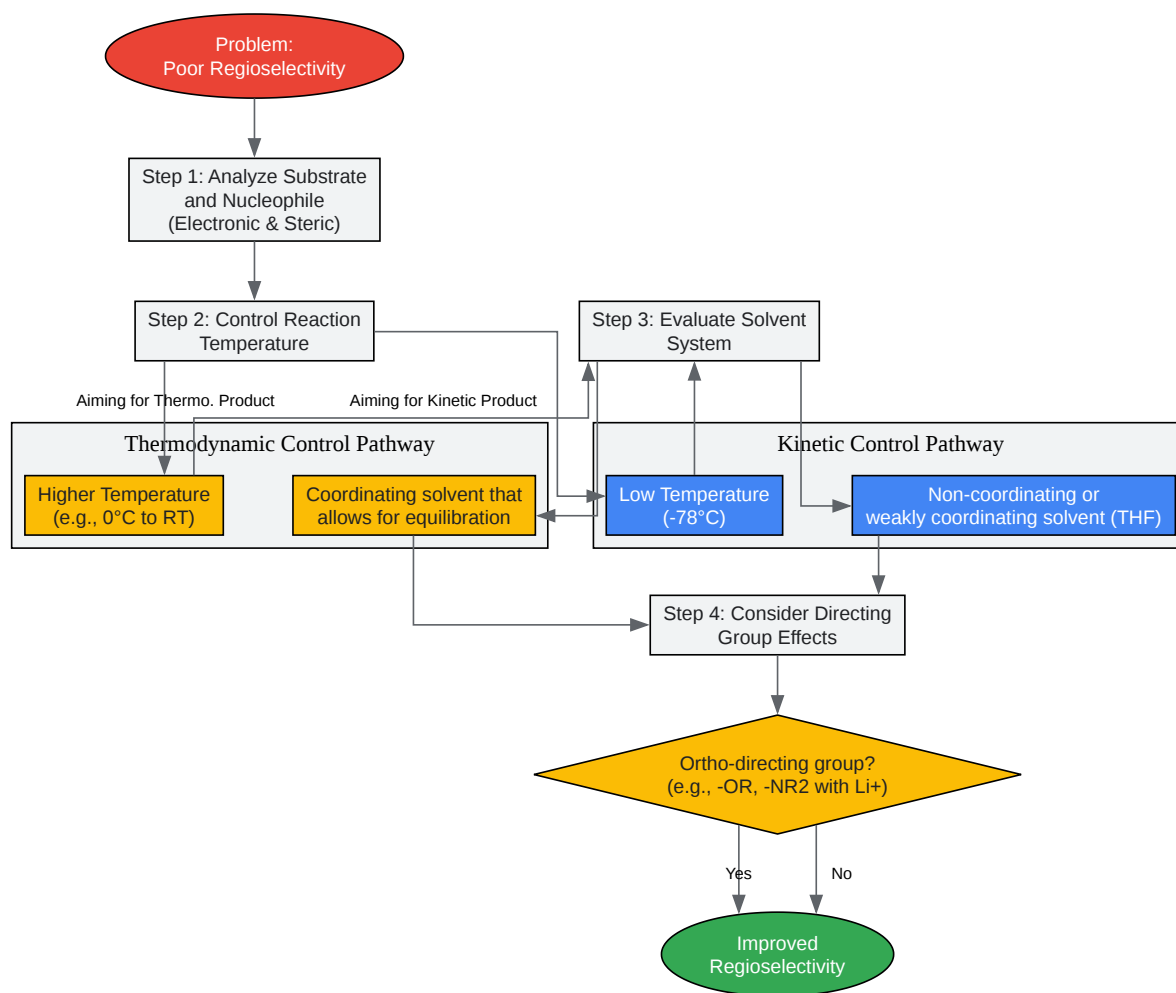 Problem:
Poor Regioselectivity
Step 1: Analyze Substrate
and Nucleophile
(Electronic & Steric)
Step 2: Control Reaction
Temperature
Step 3: Evaluate Solvent
System
Aiming for Thermo. Product
Aiming for Kinetic Product
Thermodynamic Control Pathway
Higher Temperature
(e.g., 0°C to RT)
Coordinating solvent that
allows for equilibration
Kinetic Control Pathway
Low Temperature
(-78°C)
Non-coordinating or
weakly coordinating solvent (THF)
Step 4: Consider Directing
Group Effects
Ortho-directing group?
(e.g., -OR, -NR2 with Li+)
Yes
No
Improved
Regioselectivity